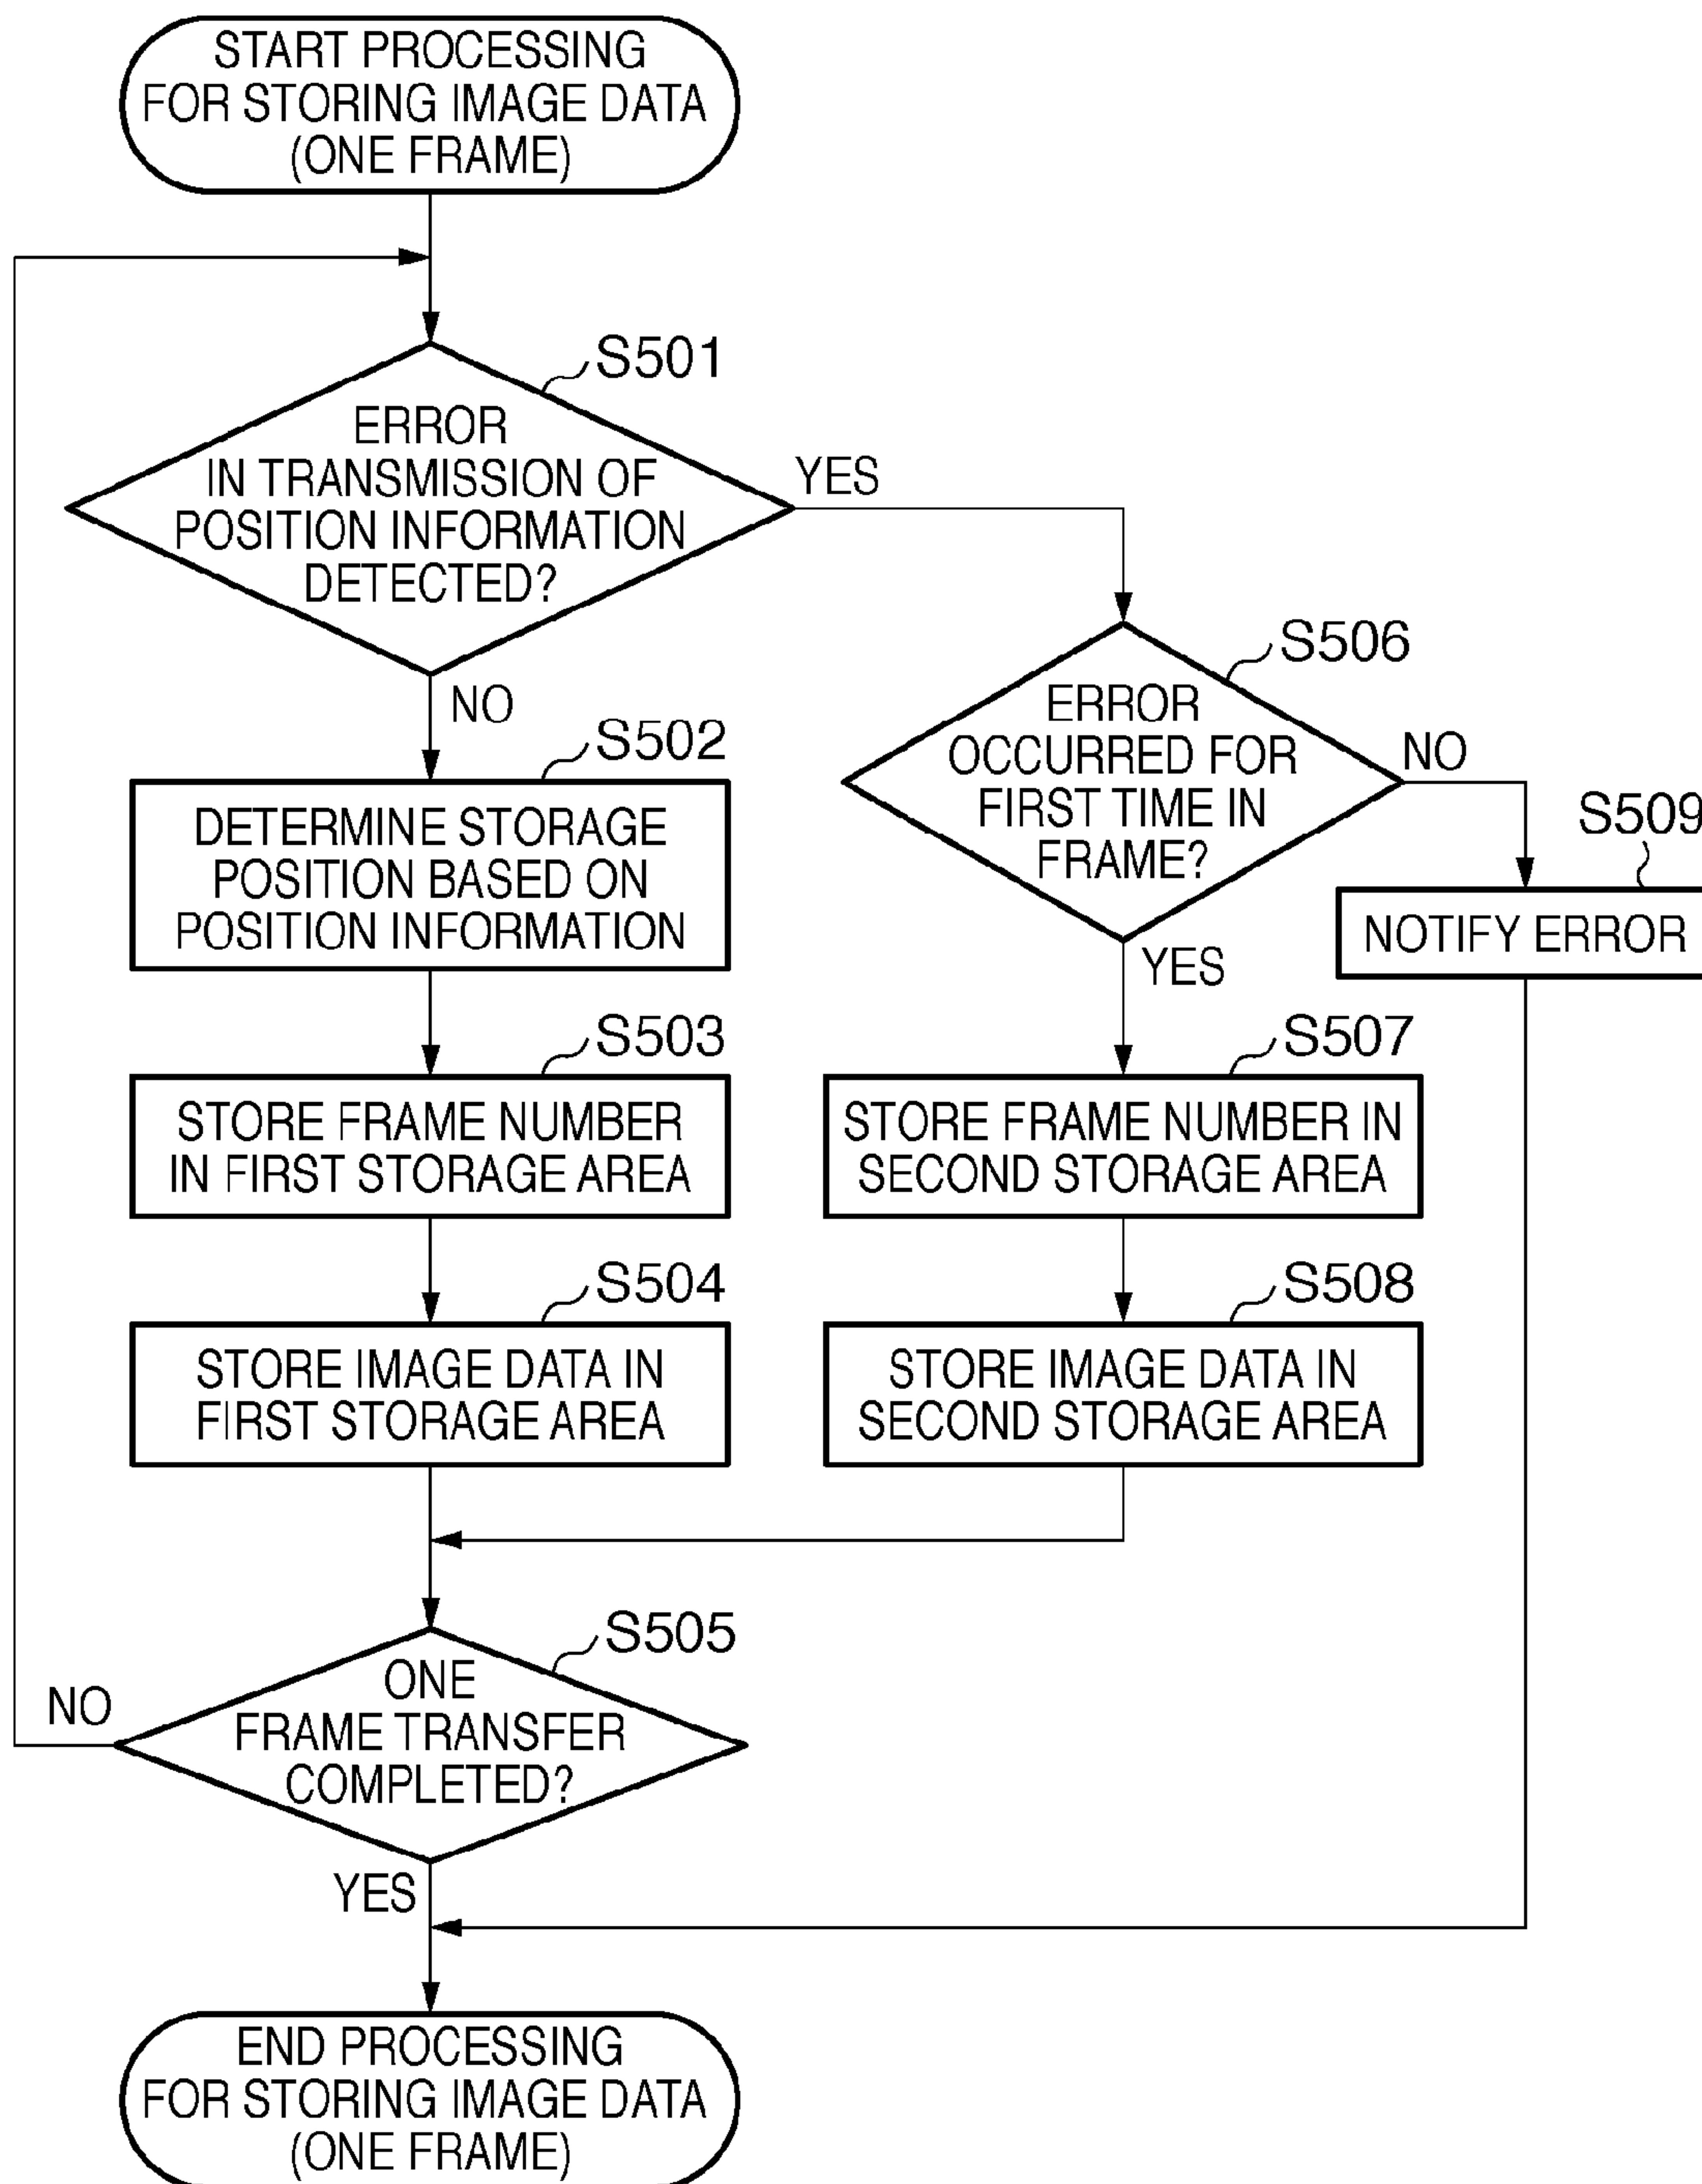 START PROCESSING
FOR STORING IMAGE DATA
(ONE FRAME)
S501
ERROR
IN TRANSMISSION OF
POSITION INFORMATION
DETECTED?
YES
NO
S506
ERROR
OCCURRED FOR
FIRST TIME IN
FRAME?
NO
YES
S509
NOTIFY ERROR
S502
DETERMINE STORAGE
POSITION BASED ON
POSITION INFORMATION
S503
STORE FRAME NUMBER
IN FIRST STORAGE AREA
S507
STORE FRAME NUMBER IN
SECOND STORAGE AREA
S504
STORE IMAGE DATA IN
FIRST STORAGE AREA
S508
STORE IMAGE DATA IN
SECOND STORAGE AREA
S505
ONE
FRAME TRANSFER
COMPLETED?
NO
YES
END PROCESSING
FOR STORING IMAGE DATA
(ONE FRAME)